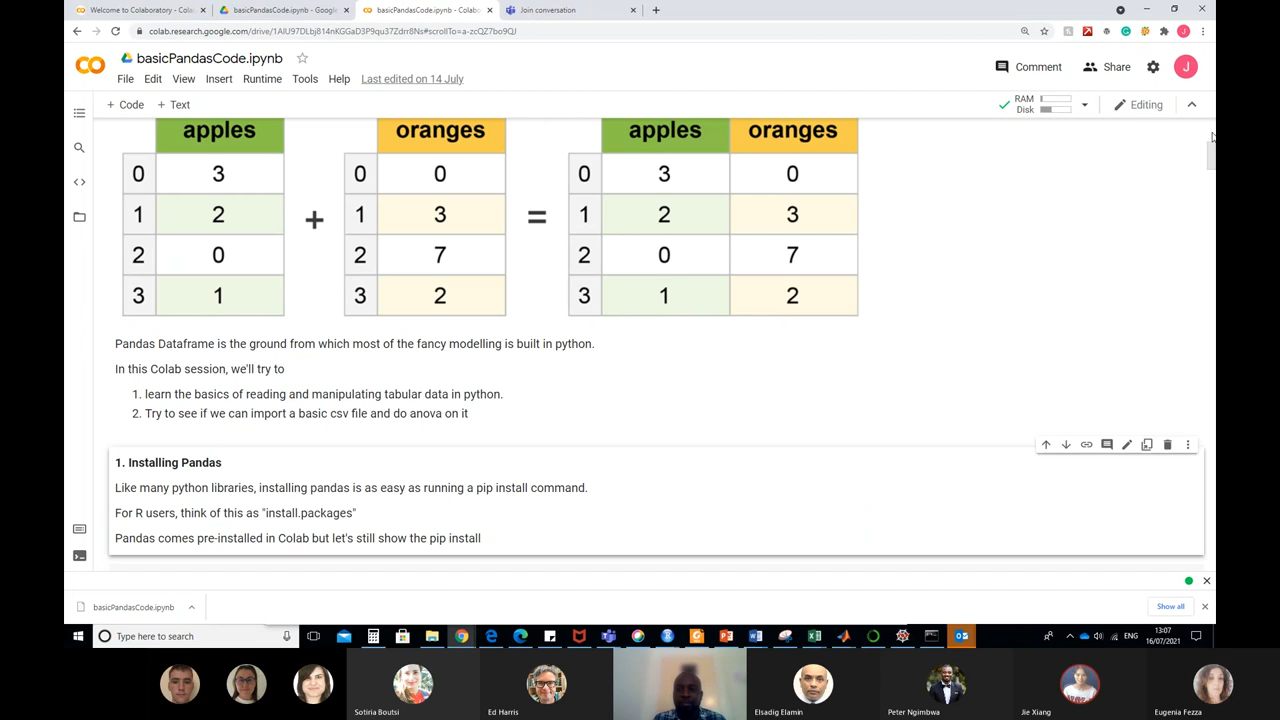 Welcome to Colaboratory - Colab
basicPandasCode.ipynb - Google
basicPandasCode.ipynb - Colabo
Join conversation
colab.research.google.com/drive/1AlU97DLbj814nKGGaD3P9qu37Zdrr8Ns#scrollTo=a-zcQZ7bo9QJ
J
CO
basicPandasCode.ipynb
Comment
Share
J
File Edit View Insert Runtime Tools Help Last edited on 14 July
+ Code + Text
RAM
Disk
Editing
apples oranges apples oranges
0 3 0 0 0 3 0
1 2 1 3 1 2 3
+ =
2 0 2 7 2 0 7
3 1 3 2 3 1 2
Pandas Dataframe is the ground from which most of the fancy modelling is built in python.
In this Colab session, we'll try to
1. learn the basics of reading and manipulating tabular data in python.
2. Try to see if we can import a basic csv file and do anova on it
1. Installing Pandas
Like many python libraries, installing pandas is as easy as running a pip install command.
For R users, think of this as "install.packages"
Pandas comes pre-installed in Colab but let's still show the pip install
basicPandasCode.ipynb
Show all
Type here to search
ENG
13:07
16/07/2021
Sotiria Boutsi
Ed Harris
Elsadig Elamin
Peter Ngimbwa
Jie Xiang
Eugenia Fezza